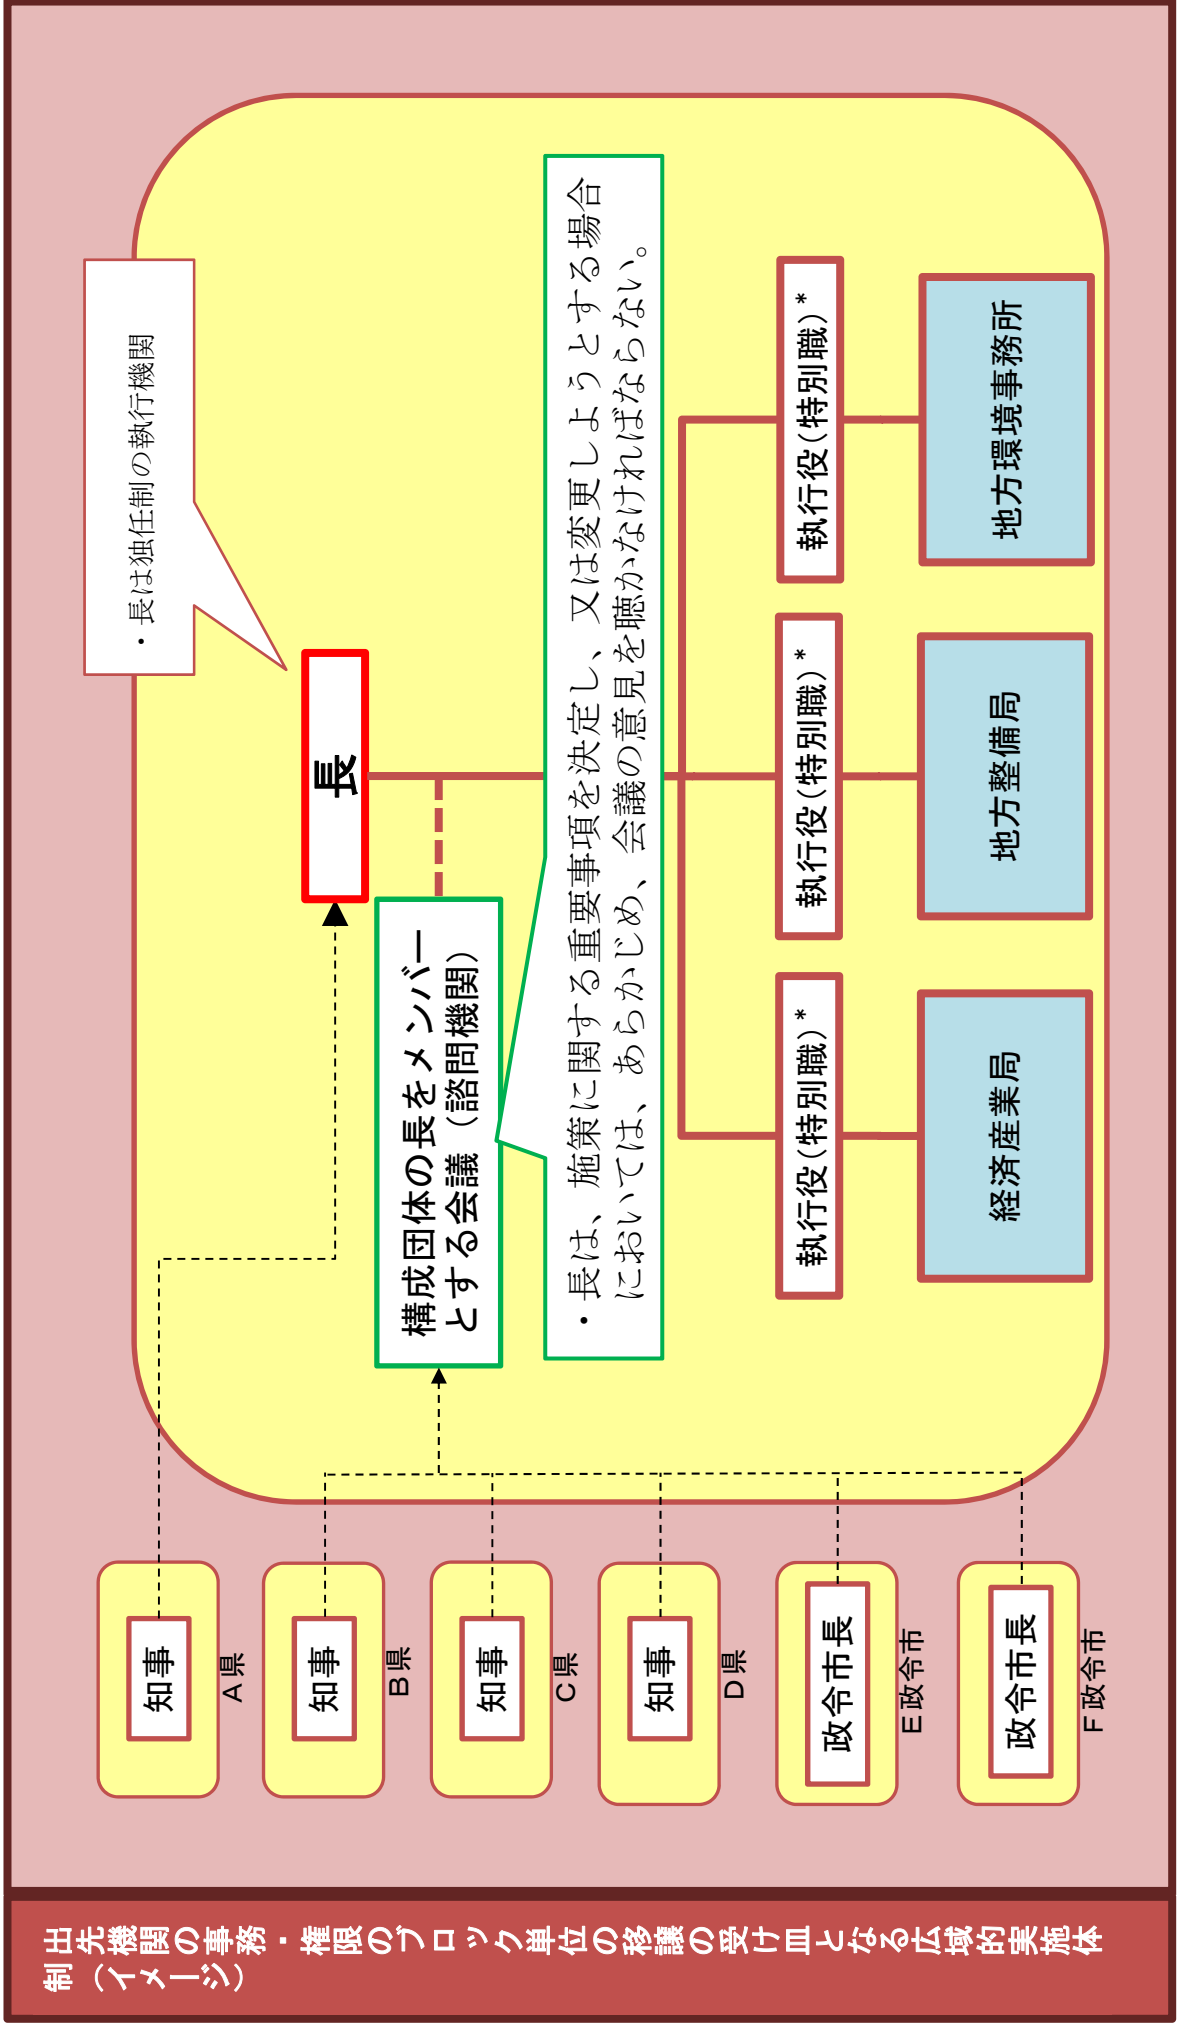 出先機関の事務・権限のブロック単位の移譲の受け皿となる広域的実施体
制（イメージ）
知事
A県
知事
B県
知事
C県
知事
D県
政令市長
E政令市
政令市長
F政令市
・長は独任制の執行機関
長
構成団体の長をメンバー
とする会議（諮問機関）
・長は、施策に関する重要事項を決定し、又は変更しようとする場合
においては、あらかじめ、会議の意見を聴かなければならない。
執行役(特別職)*
執行役(特別職)*
執行役(特別職)*
経済産業局
地方整備局
地方環境事務所